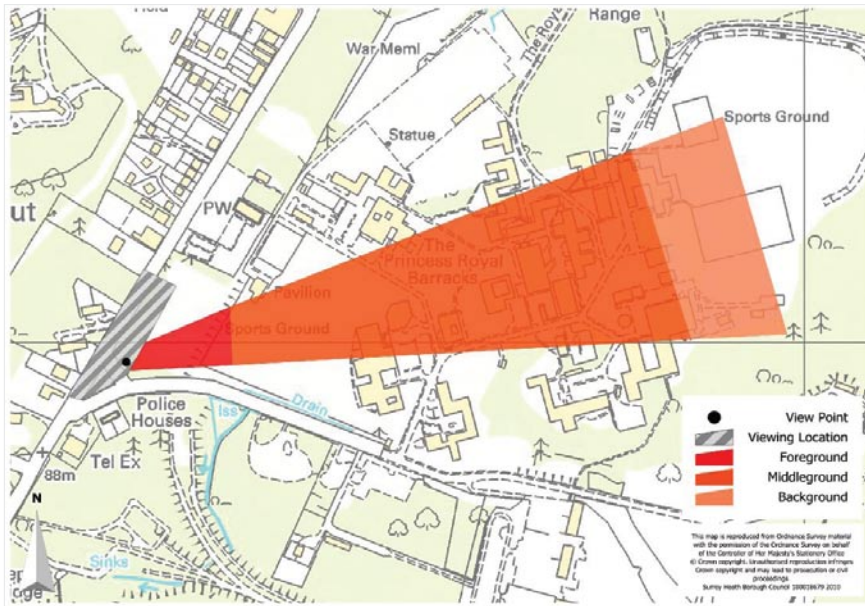 Range
War Meml
The Royal
Sports Ground
Statue
PW
ut
The
Princess Royal
Barracks
Pavilion
Sports Ground
Drain
Police
Houses
Iss
Tel Ex
88m
Sinks
N
View Point
Viewing Location
Foreground
Middleground
Background
This map is reproduced from Ordnance Survey material
with the permission of the Ordnance Survey on behalf
of the Controller of Her Majesty's Stationery Office
© Crown copyright. Unauthorised reproduction infringes
Crown copyright and may lead to prosecution or civil
proceedings.
Surrey Heath Borough Council 100018679 2010